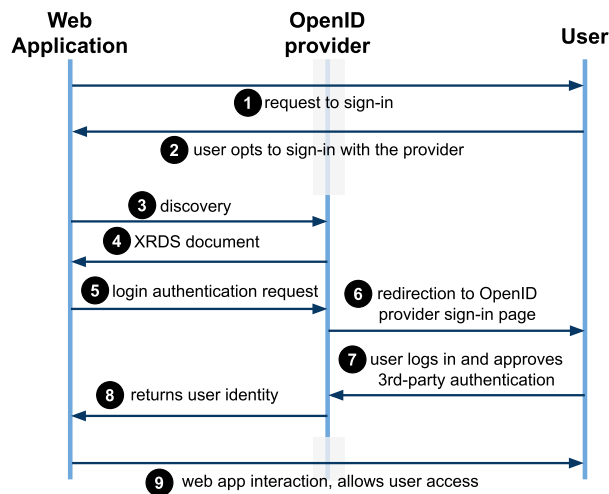 Web
Application
OpenID
provider
User
1 request to sign-in
2 user opts to sign-in with the provider
3 discovery
4 XRDS document
5 login authentication request
6 redirection to OpenID
provider sign-in page
7 user logs in and approves
3rd-party authentication
8 returns user identity
9 web app interaction, allows user access